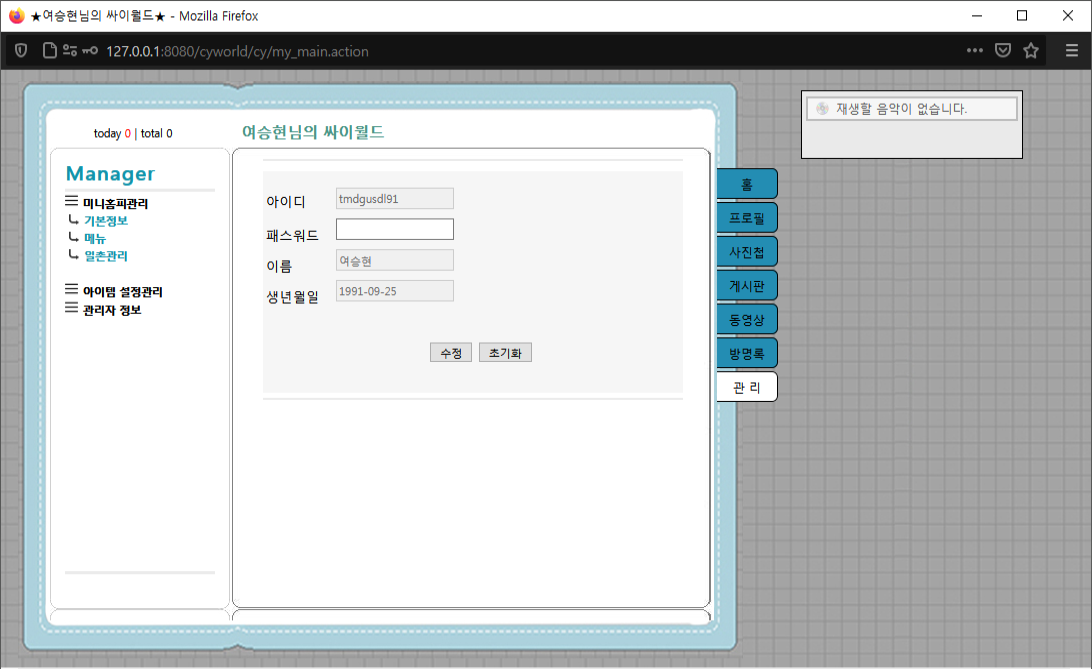 ★여승현님의 싸이월드★ - Mozilla Firefox
127.0.0.1:8080/cyworld/cy/my_main.action
today 0 | total 0
여승현님의 싸이월드
재생할 음악이 없습니다.
Manager
미니홈피관리
기본정보
메뉴
일촌관리
아이템 설정관리
관리자 정보
아이디 tmdgusdl91
패스워드
이름 여승현
생년월일 1991-09-25
수정 초기화
홈
프로필
사진첩
게시판
동영상
방명록
관 리